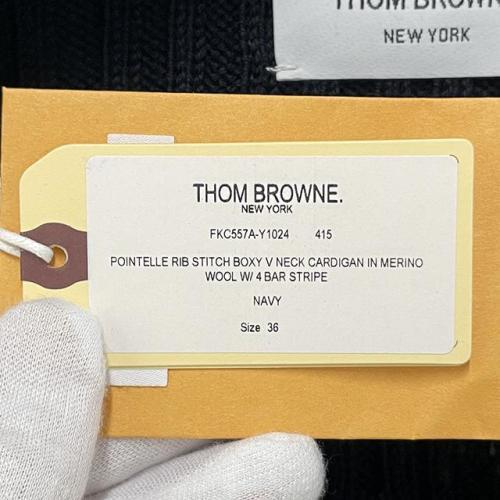 THOM BROWNE.
NEW YORK
THOM BROWNE.
NEW YORK
FKC557A-Y1024 415
POINTELLE RIB STITCH BOXY V NECK CARDIGAN IN MERINO
WOOL W/ 4 BAR STRIPE
NAVY
Size 36